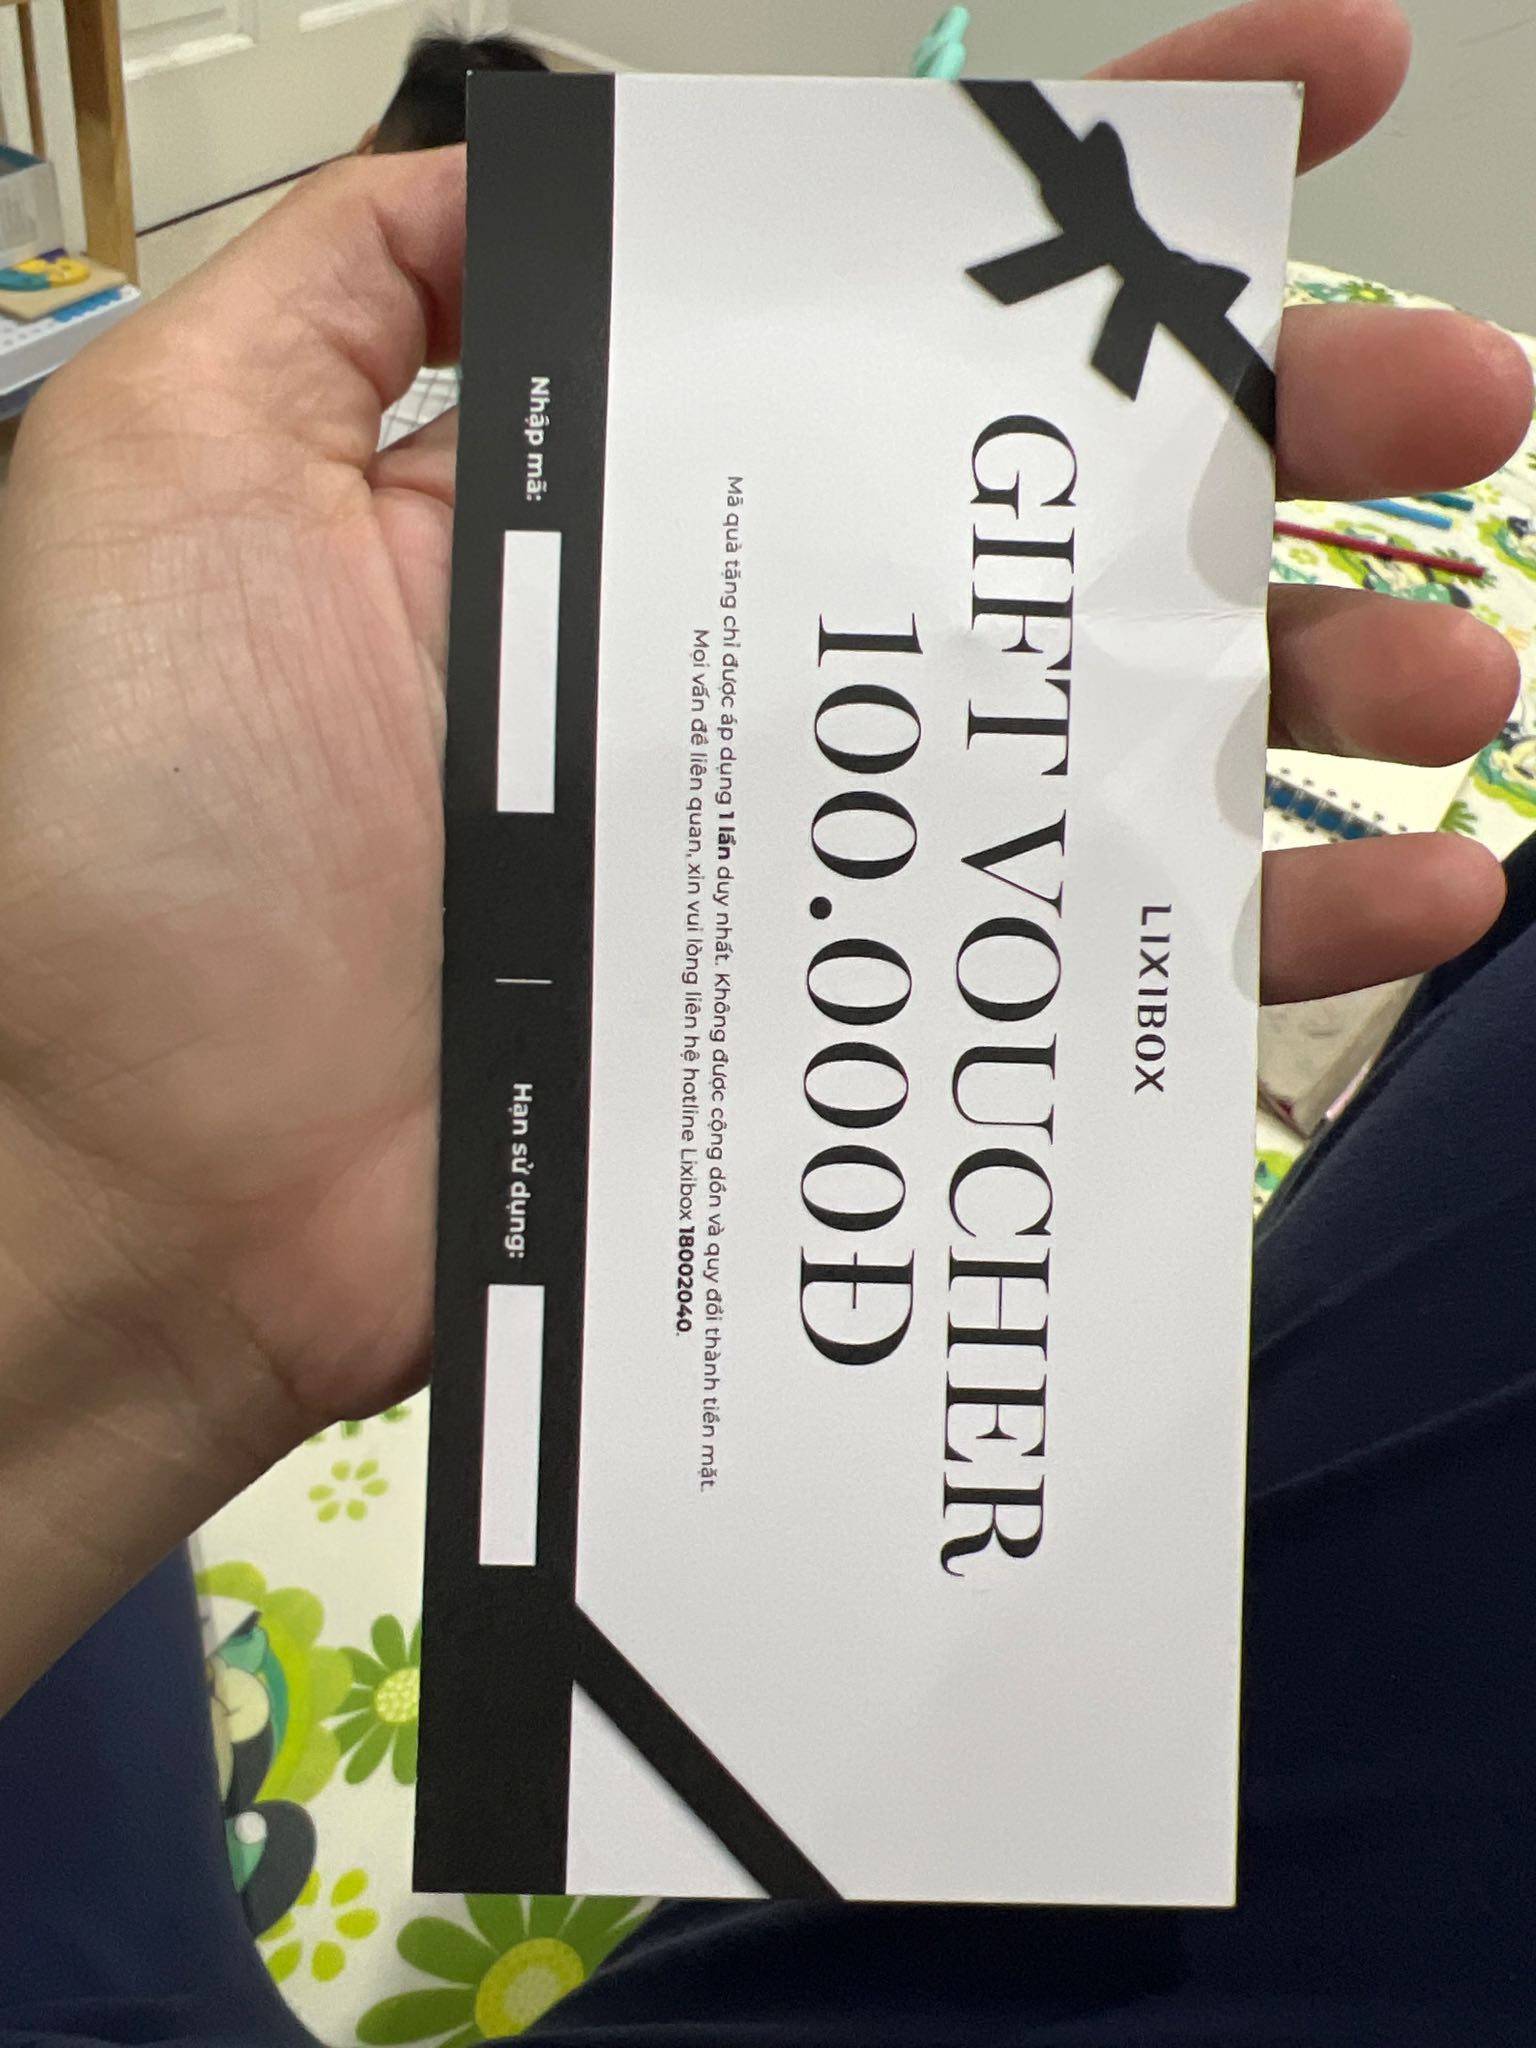 LIXIBOX
GIFT VOUCHER
100.000Đ
Mã quà tặng chỉ được áp dụng 1 lần duy nhất. Không được cộng dồn và quy đổi thành tiền mặt.
Mọi vấn đề liên quan, xin vui lòng liên hệ hotline Lixibox 18002040.
Nhập mã: | Hạn sử dụng: